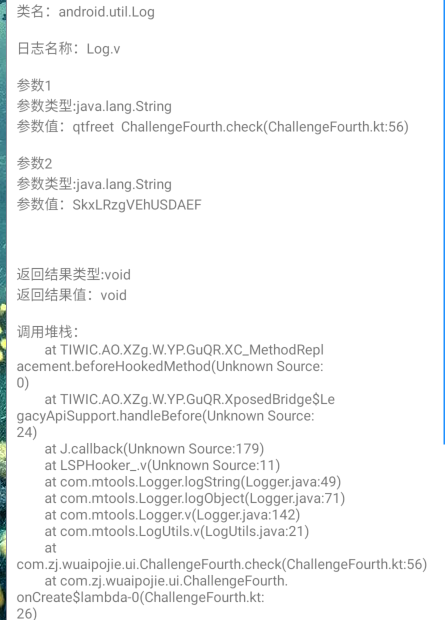 类名：android.util.Log
日志名称：Log.v
参数1
参数类型:java.lang.String
参数值：qtfreet  ChallengeFourth.check(ChallengeFourth.kt:56)
参数2
参数类型:java.lang.String
参数值：SkxLRzgVEhUSDAEF
返回结果类型:void
返回结果值：void
调用堆栈：
at TIWIC.AO.XZg.W.YP.GuQR.XC_MethodRepl
acement.beforeHookedMethod(Unknown Source:
0)
at TIWIC.AO.XZg.W.YP.GuQR.XposedBridge$Le
gacyApiSupport.handleBefore(Unknown Source:
24)
at J.callback(Unknown Source:179)
at LSPHooker_.v(Unknown Source:11)
at com.mtools.Logger.logString(Logger.java:49)
at com.mtools.Logger.logObject(Logger.java:71)
at com.mtools.Logger.v(Logger.java:142)
at com.mtools.LogUtils.v(LogUtils.java:21)
at
com.zj.wuaipojie.ui.ChallengeFourth.check(ChallengeFourth.kt:56)
at com.zj.wuaipojie.ui.ChallengeFourth.
onCreate$lambda-0(ChallengeFourth.kt:
26)